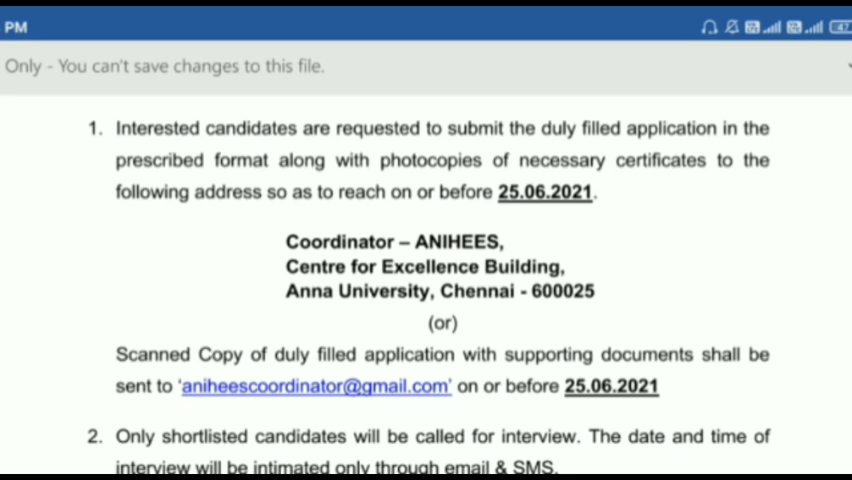 PM
47
Only - You can't save changes to this file.
1. Interested candidates are requested to submit the duly filled application in the
prescribed format along with photocopies of necessary certificates to the
following address so as to reach on or before 25.06.2021.
Coordinator – ANIHEES,
Centre for Excellence Building,
Anna University, Chennai - 600025
(or)
Scanned Copy of duly filled application with supporting documents shall be
sent to 'aniheescoordinator@gmail.com' on or before 25.06.2021
2. Only shortlisted candidates will be called for interview. The date and time of
interview will be intimated only through email & SMS.